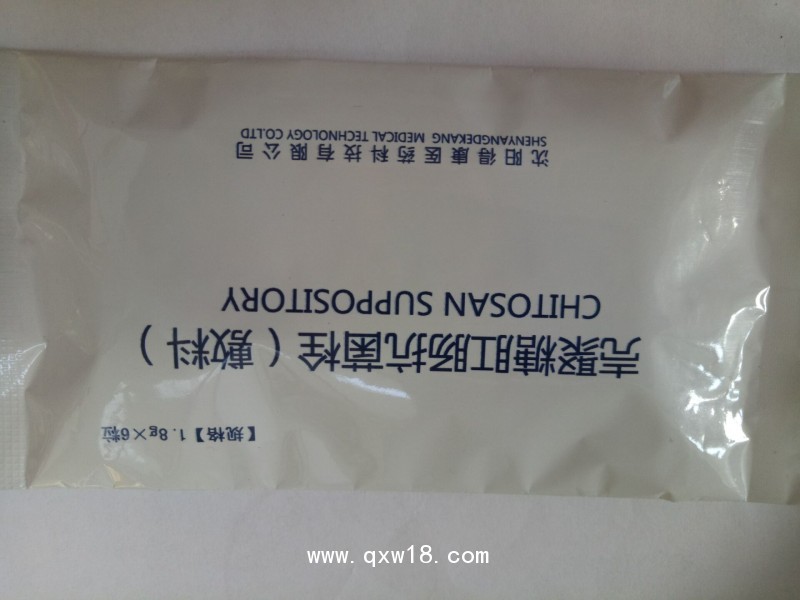 【规格】1.8g×6粒
壳聚糖肛肠抗菌栓（敷料）
CHITOSAN SUPPOSITORY
沈阳得康医药科技有限公司
SHENYANGDEKANG MEDICAL TECHNOLOGY CO.LTD
www.qxw18.com